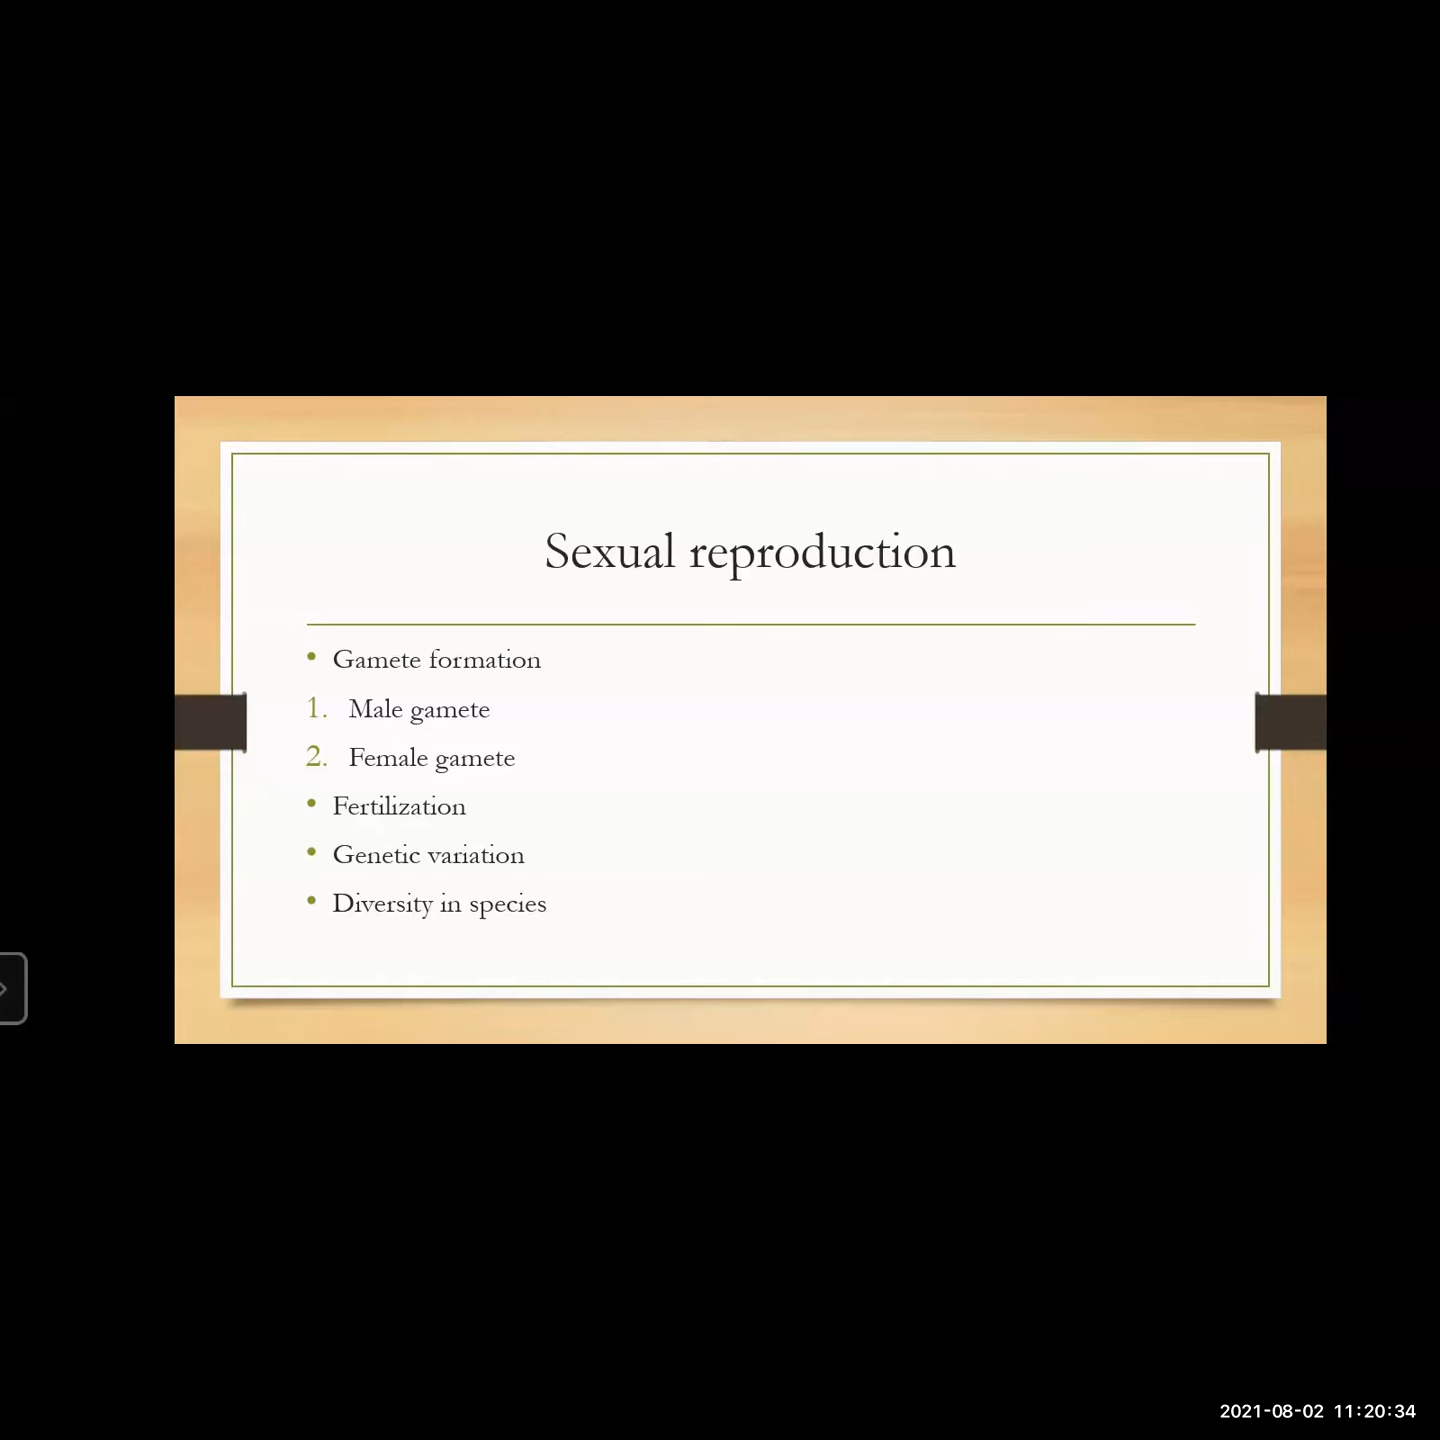 Sexual reproduction
• Gamete formation
1. Male gamete
2. Female gamete
• Fertilization
• Genetic variation
• Diversity in species
2021-08-02 11:20:34